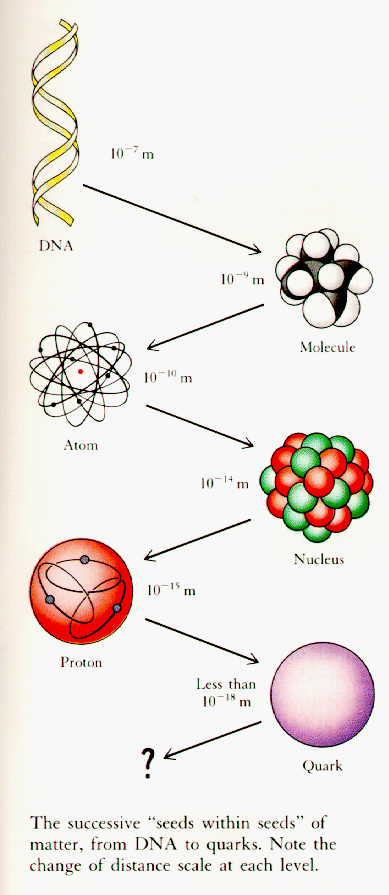 10⁻⁷ m
DNA
10⁻⁹ m
Molecule
10⁻¹⁰ m
Atom
10⁻¹⁴ m
Nucleus
10⁻¹⁵ m
Proton
Less than
10⁻¹⁸ m
Quark
?
The successive “seeds within seeds” of
matter, from DNA to quarks. Note the
change of distance scale at each level.